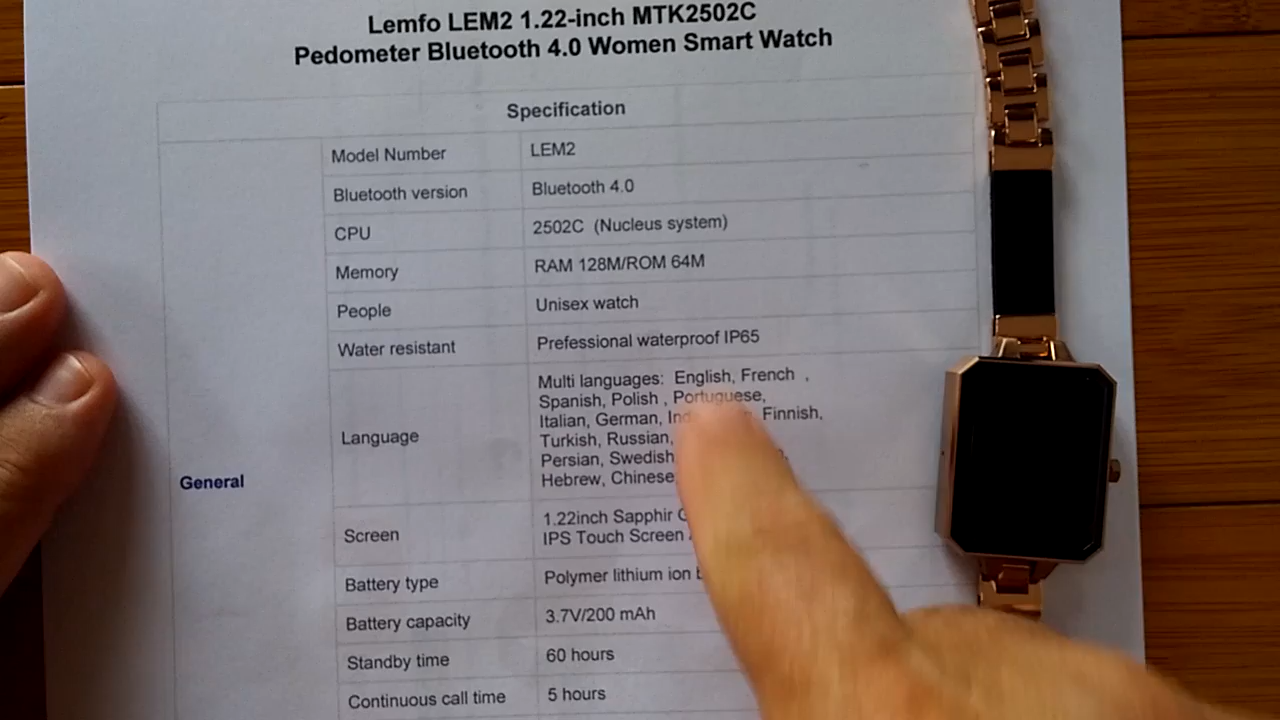 Lemfo LEM2 1.22-inch MTK2502C
Pedometer Bluetooth 4.0 Women Smart Watch
Specification
Model Number LEM2
Bluetooth version Bluetooth 4.0
CPU 2502C (Nucleus system)
Memory RAM 128M/ROM 64M
People Unisex watch
Water resistant Prefessional waterproof IP65
Multi languages: English, French ,
Spanish, Polish , Portuguese,
Italian, German, Finnish,
Language Turkish, Russian,
Persian, Swedish
Hebrew, Chinese
General
1.22inch Sapphir
Screen IPS Touch Screen
Battery type Polymer lithium ion
Battery capacity 3.7V/200 mAh
Standby time 60 hours
Continuous call time 5 hours